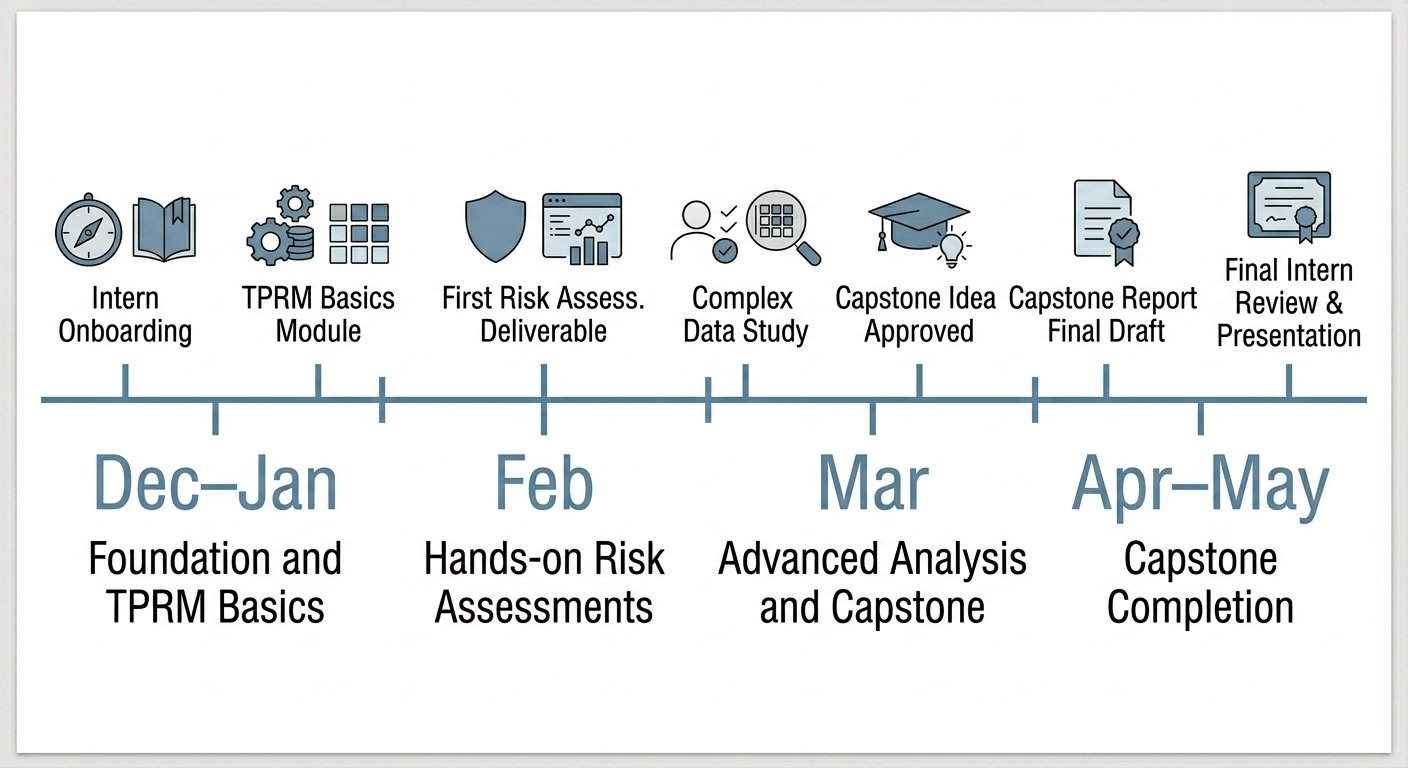 Intern
Onboarding
TPRM Basics
Module
First Risk Assess.
Deliverable
Complex
Data Study
Capstone Idea
Approved
Capstone Report
Final Draft
Final Intern
Review &
Presentation
Dec–Jan
Foundation and
TPRM Basics
Feb
Hands-on Risk
Assessments
Mar
Advanced Analysis
and Capstone
Apr–May
Capstone
Completion